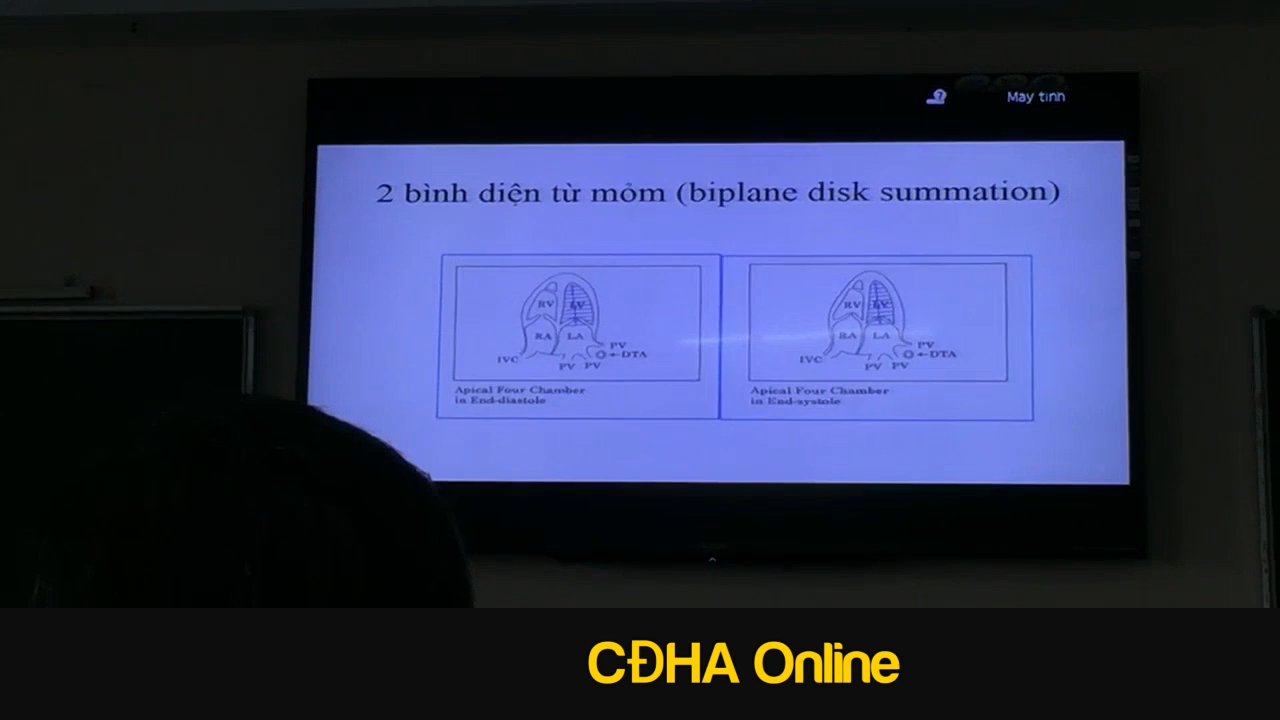 May tinh
2 bình diện từ mỏm (biplane disk summation)
RV LV
RA LA
PV
IVC
DTA
PV PV
Apical Four Chamber
in End-diastole
RV LV
RA LA
PV
IVC
DTA
PV PV
Apical Four Chamber
in End-systole
CĐHA Online